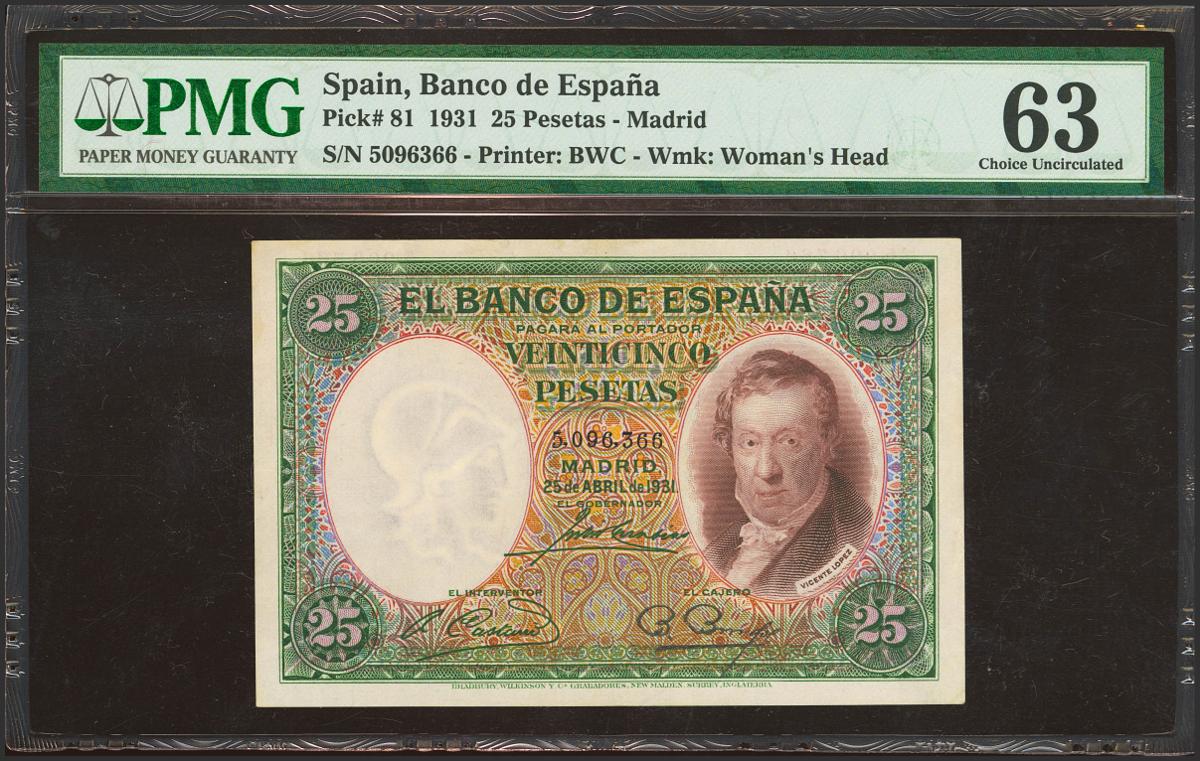 PMG
PAPER MONEY GUARANTY
Spain, Banco de España
Pick# 81 1931 25 Pesetas - Madrid
S/N 5096366 - Printer: BWC - Wmk: Woman's Head
63
Choice Uncirculated
25
EL BANCO DE ESPAÑA
25
PAGARÁ AL PORTADOR
VEINTICINCO
PESETAS
5,096,366
MADRID
25 de ABRIL de 1931
EL GOBERNADOR
VICENTE LOPEZ
EL INTERVENTOR
EL CAJERO
25
25
BRADBURY, WILKINSON Y Cª GRABADORES, NEW MALDEN, SURREY, INGLATERRA